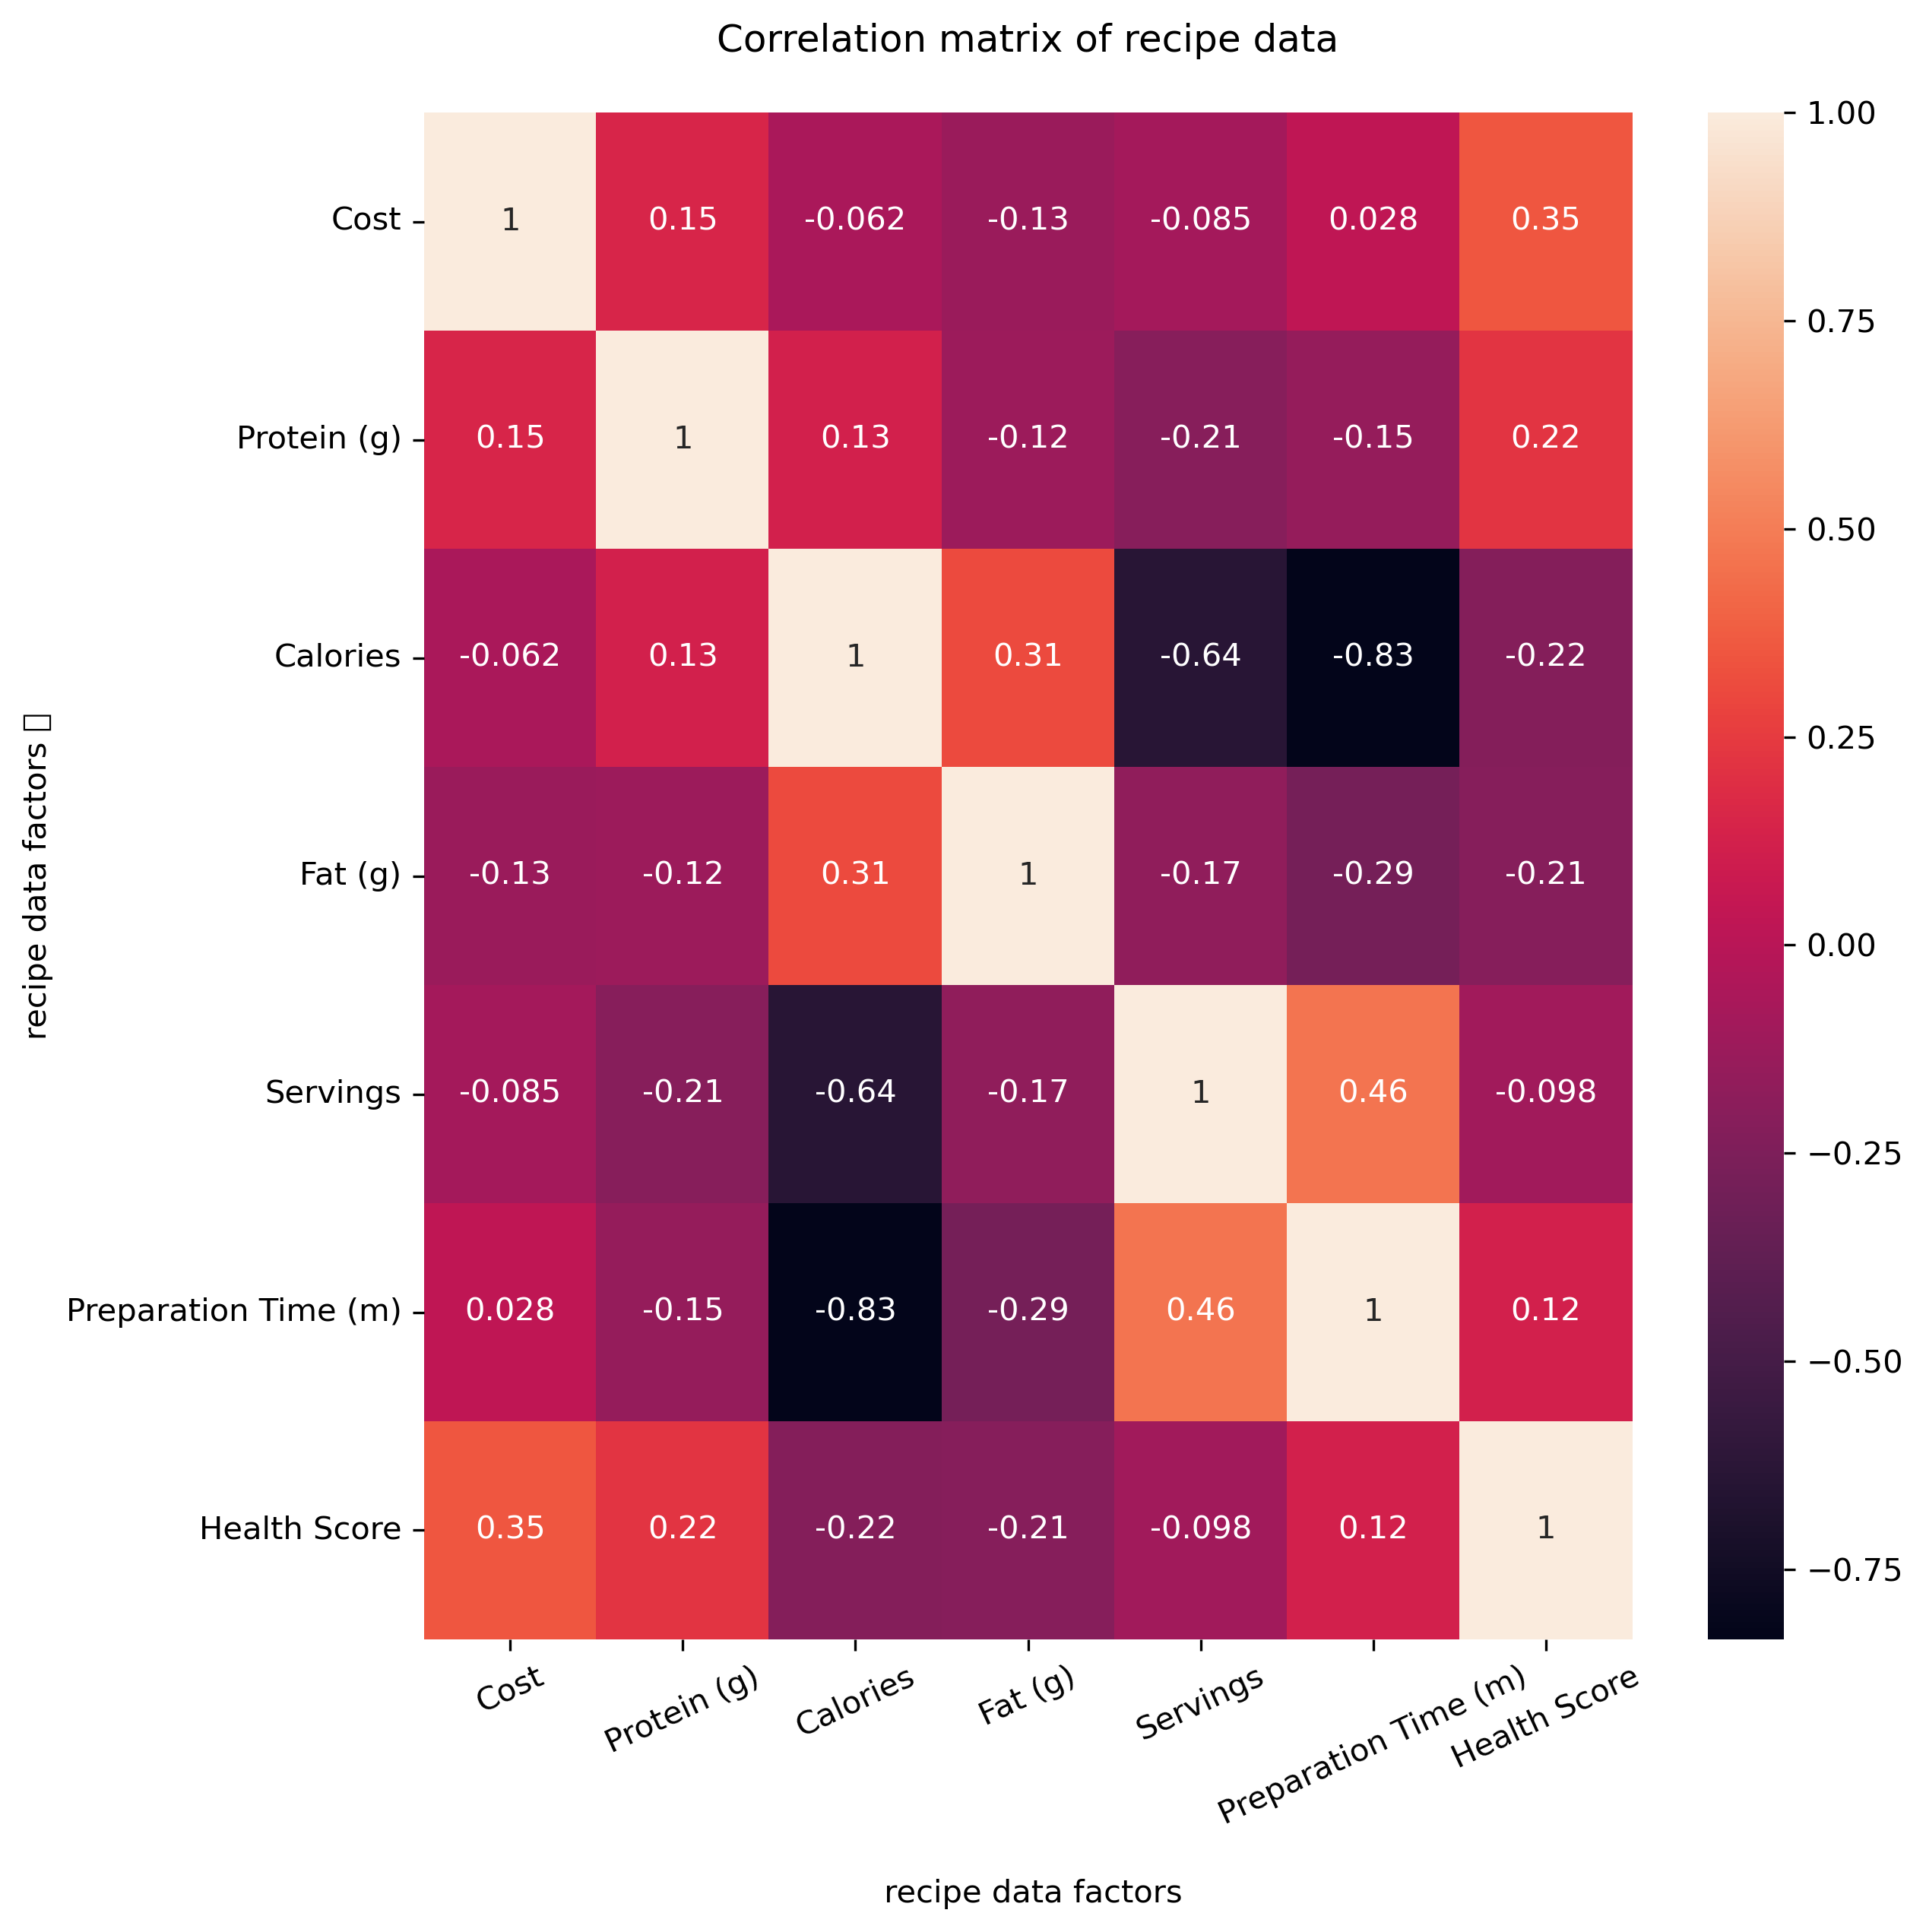 Correlation matrix of recipe data
Cost 1 0.15 -0.062 -0.13 -0.085 0.028 0.35
Protein (g) 0.15 1 0.13 -0.12 -0.21 -0.15 0.22
Calories -0.062 0.13 1 0.31 -0.64 -0.83 -0.22
Fat (g) -0.13 -0.12 0.31 1 -0.17 -0.29 -0.21
Servings -0.085 -0.21 -0.64 -0.17 1 0.46 -0.098
Preparation Time (m) 0.028 -0.15 -0.83 -0.29 0.46 1 0.12
Health Score 0.35 0.22 -0.22 -0.21 -0.098 0.12 1
Cost Protein (g) Calories Fat (g) Servings Preparation Time (m) Health Score
recipe data factors
recipe data factors
1.00
0.75
0.50
0.25
0.00
−0.25
−0.50
−0.75